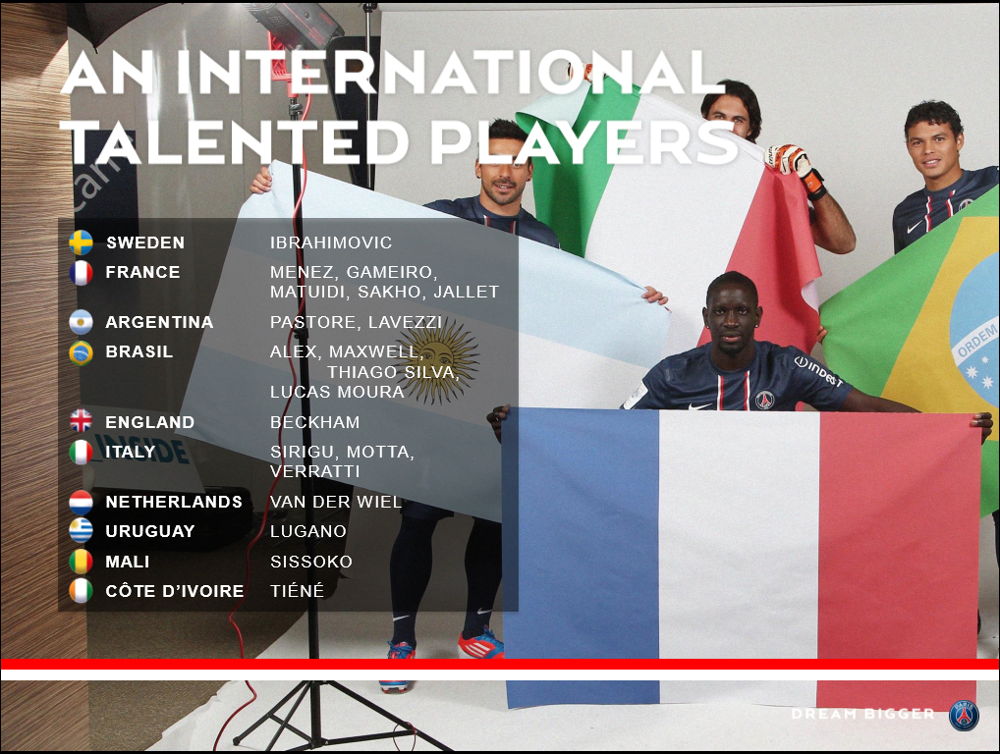 AN INTERNATIONAL
TALENTED PLAYERS
SWEDEN IBRAHIMOVIC
FRANCE MENEZ, GAMEIRO,
MATUIDI, SAKHO, JALLET
ARGENTINA PASTORE, LAVEZZI
BRASIL ALEX, MAXWELL,
THIAGO SILVA,
LUCAS MOURA
ENGLAND BECKHAM
ITALY SIRIGU, MOTTA,
VERRATTI
NETHERLANDS VAN DER WIEL
URUGUAY LUGANO
MALI SISSOKO
CÔTE D'IVOIRE TIÉNÉ
INSIDE
INDEST
ORDEM
DREAM BIGGER
PARIS